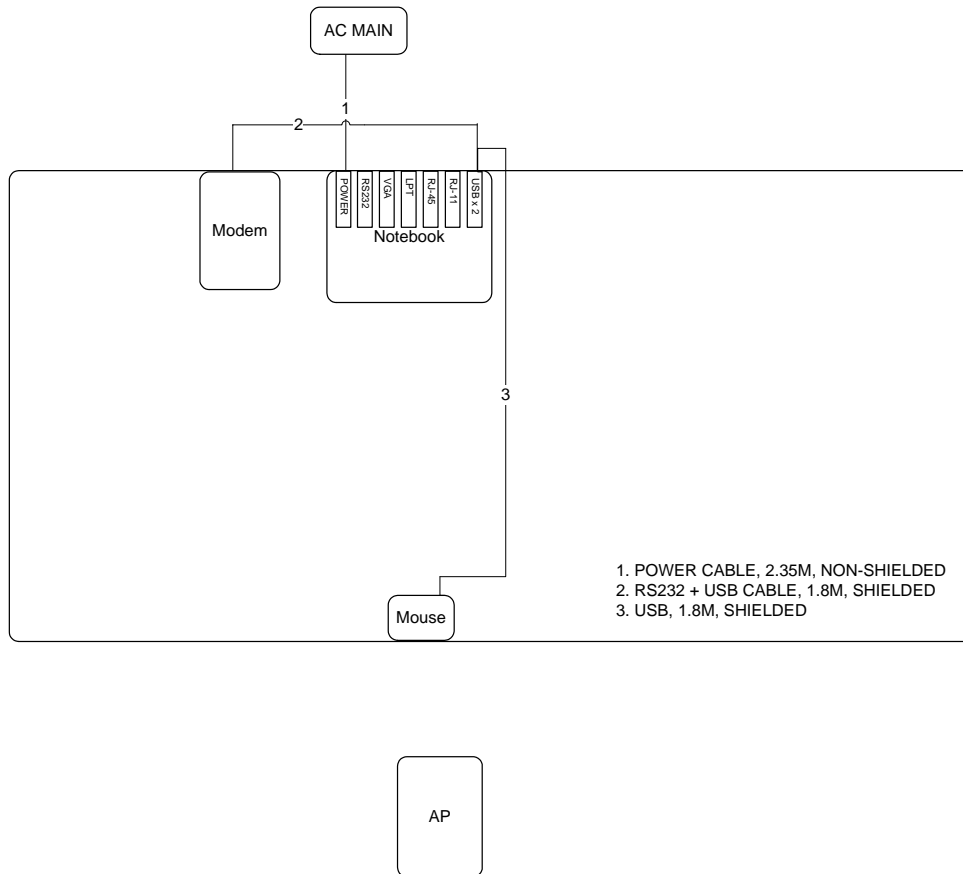 AC MAIN
1
2
POWER
RS232
VGA
LPT
RJ-45
RJ-11
USB x 2
Modem
Notebook
3
1. POWER CABLE, 2.35M, NON-SHIELDED
2. RS232 + USB CABLE, 1.8M, SHIELDED
3. USB, 1.8M, SHIELDED
Mouse
AP